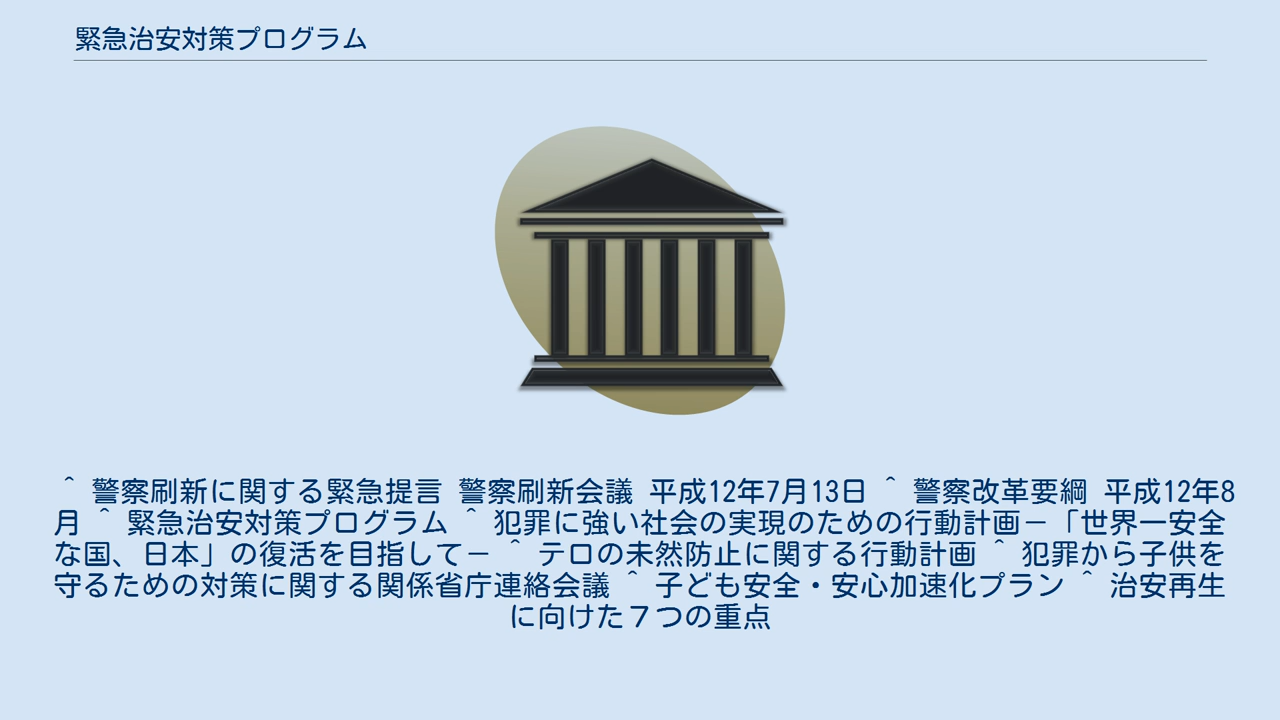 緊急治安対策プログラム
＾ 警察刷新に関する緊急提言 警察刷新会議 平成12年7月13日 ＾ 警察改革要綱 平成12年8
月 ＾ 緊急治安対策プログラム ＾ 犯罪に強い社会の実現のための行動計画－「世界一安全
な国、日本」の復活を目指して－ ＾ テロの未然防止に関する行動計画 ＾ 犯罪から子供を
守るための対策に関する関係省庁連絡会議 ＾ 子ども安全・安心加速化プラン ＾ 治安再生
に向けた７つの重点